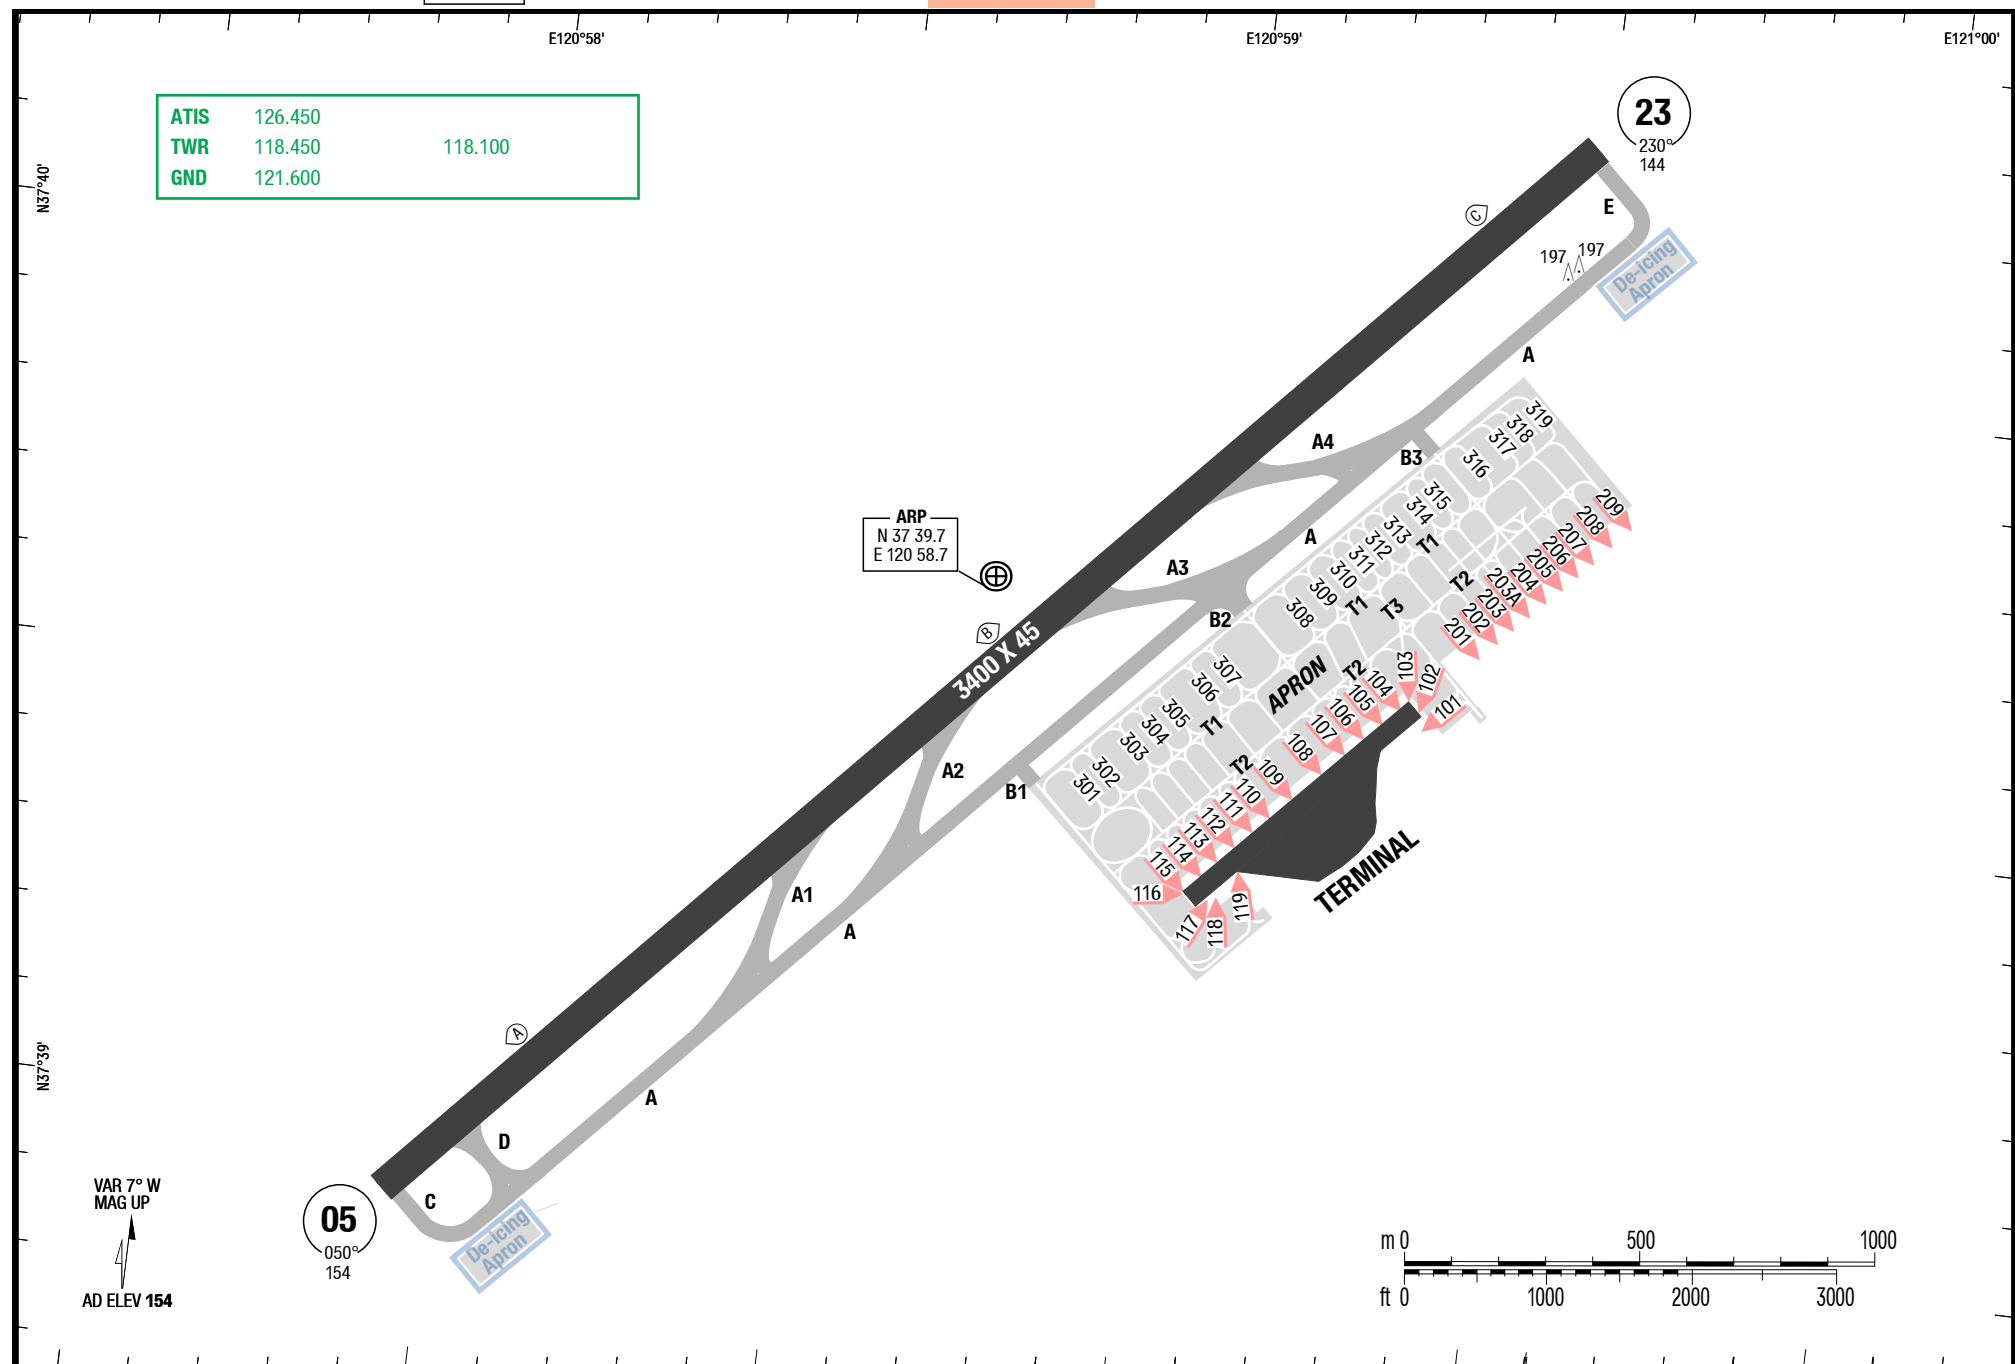 E120°58'
E120°59'
E121°00'
ATIS 126.450
TWR 118.450 118.100
GND 121.600
23
230°
144
N37°40'
C
E
197 197
De-icing
Apron
A
A4
B3
319
318
317
316
315
314
313
312
311
310
309
308
T1
T1
T2
T3
209
208
207
206
205
204
203A
203
202
201
ARP
N 37 39.7
E 120 58.7
A
A3
B2
B
3400 X 45
307
306
305
304
303
302
301
T1
APRON
T2
T2
103
102
101
104
105
106
107
108
109
110
111
112
113
114
115
116
117
118
119
TERMINAL
A2
B1
A1
A
A
N37°39'
A
D
C
05
050°
154
De-icing
Apron
VAR 7° W
MAG UP
AD ELEV 154
m 0 500 1000
ft 0 1000 2000 3000